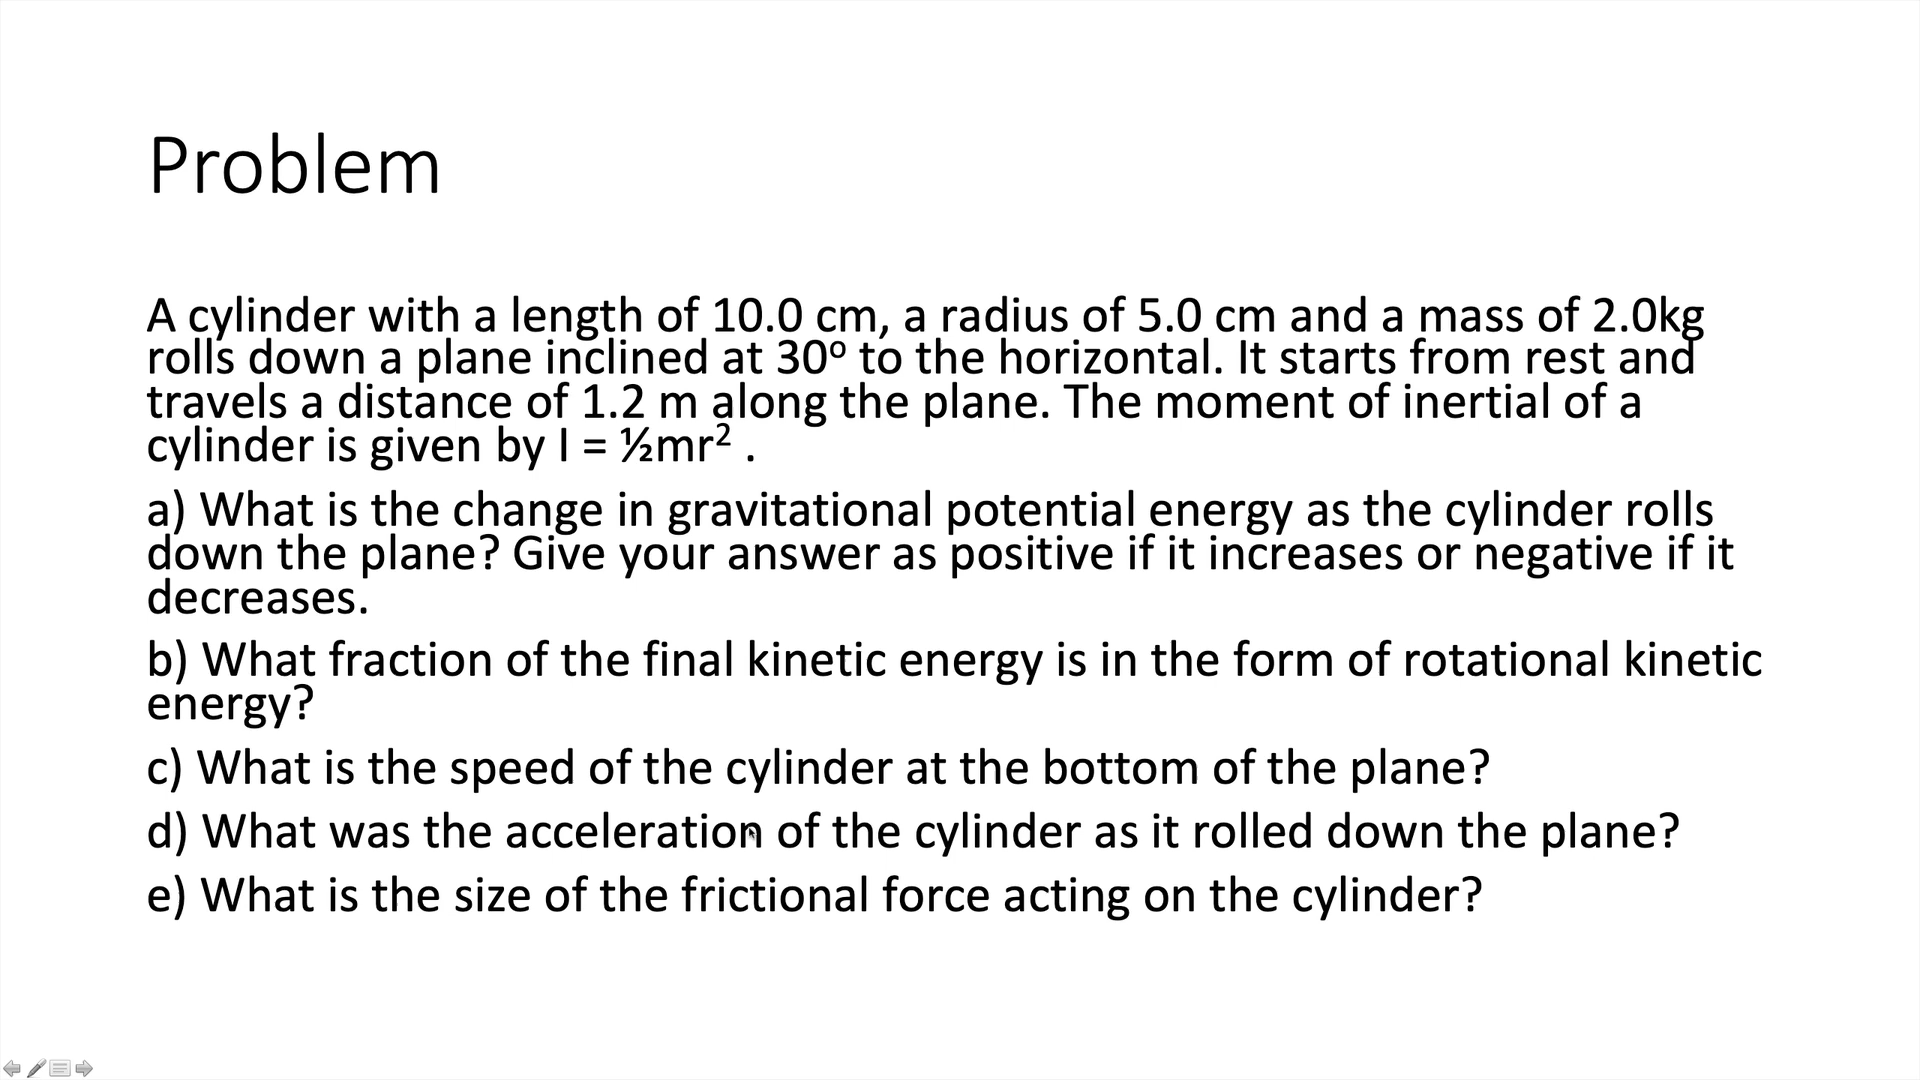 Problem
A cylinder with a length of 10.0 cm, a radius of 5.0 cm and a mass of 2.0kg
rolls down a plane inclined at 30º to the horizontal. It starts from rest and
travels a distance of 1.2 m along the plane. The moment of inertial of a
cylinder is given by I = ½mr² .
a) What is the change in gravitational potential energy as the cylinder rolls
down the plane? Give your answer as positive if it increases or negative if it
decreases.
b) What fraction of the final kinetic energy is in the form of rotational kinetic
energy?
c) What is the speed of the cylinder at the bottom of the plane?
d) What was the acceleration of the cylinder as it rolled down the plane?
e) What is the size of the frictional force acting on the cylinder?